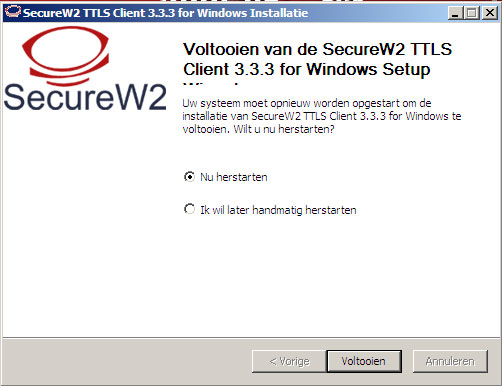 SecureW2 TTLS Client 3.3.3 for Windows Installatie
SecureW2
Voltooien van de SecureW2 TTLS
Client 3.3.3 for Windows Setup
Uw systeem moet opnieuw worden opgestart om de
installatie van SecureW2 TTLS Client 3.3.3 for Windows te
voltooien. Wilt u nu herstarten?
Nu herstarten
Ik wil later handmatig herstarten
< Vorige
Voltooien
Annuleren